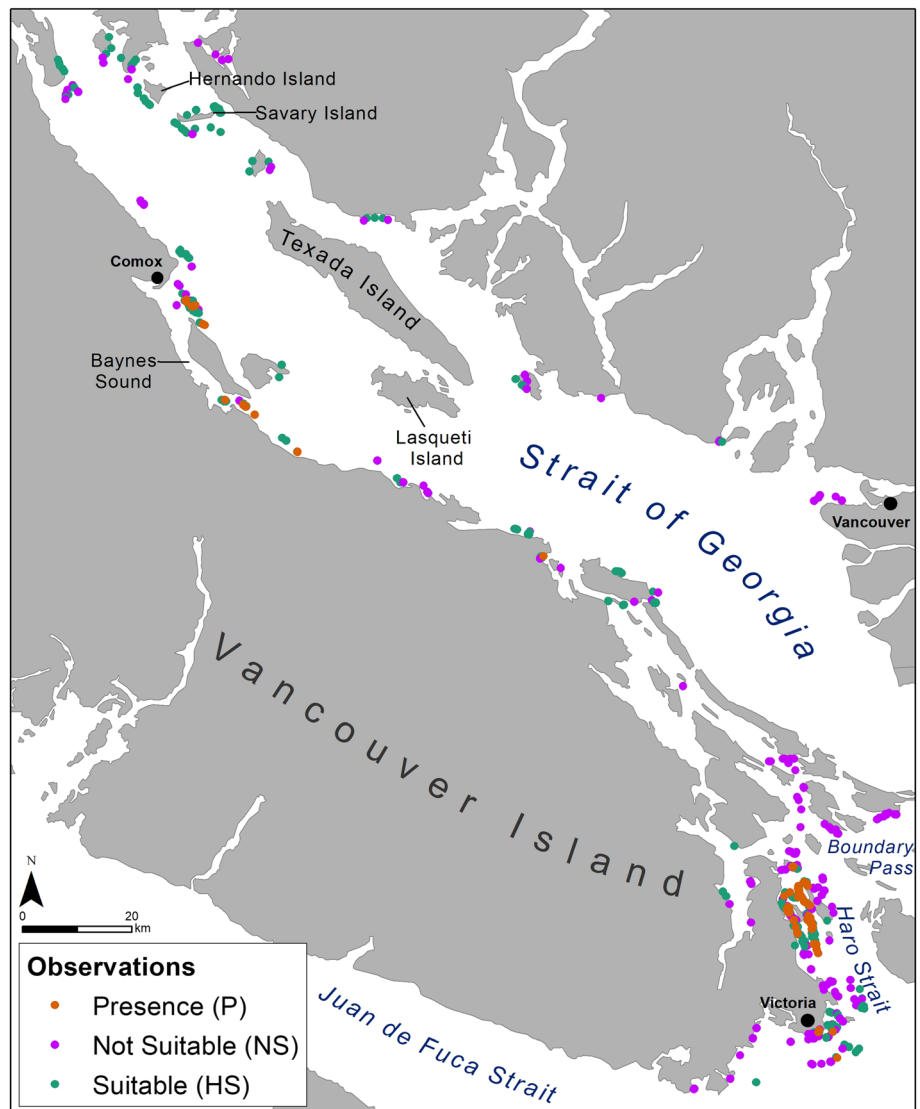 Hernando Island
Savary Island
Texada Island
Comox
Baynes
Sound
Lasqueti
Island
Strait of Georgia
Vancouver
Vancouver Island
Boundary
Pass
Haro Strait
Victoria
Juan de Fuca Strait
N
0 20
km
Observations
Presence (P)
Not Suitable (NS)
Suitable (HS)